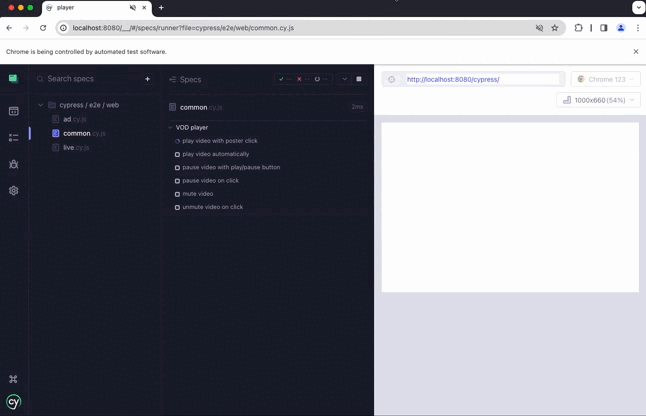 player
localhost:8080/__/#/specs/runner?file=cypress/e2e/web/common.cy.js
Chrome is being controlled by automated test software.
Search specs
+
Specs
http://localhost:8080/cypress/
Chrome 123
1000x660 (54%)
cypress / e2e / web
ad.cy.js
common.cy.js
live.cy.js
common.cy.js
2ms
VOD player
play video with poster click
play video automatically
pause video with play/pause button
pause video on click
mute video
unmute video on click
cy